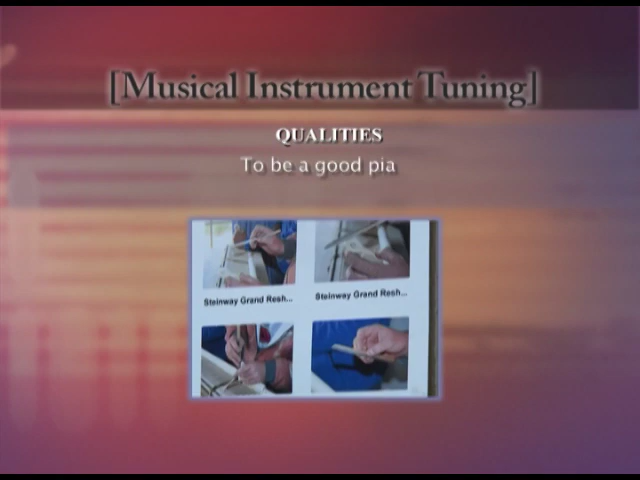 [Musical Instrument Tuning]
QUALITIES
To be a good pia
Steinway Grand Resh...
Steinway Grand Resh...